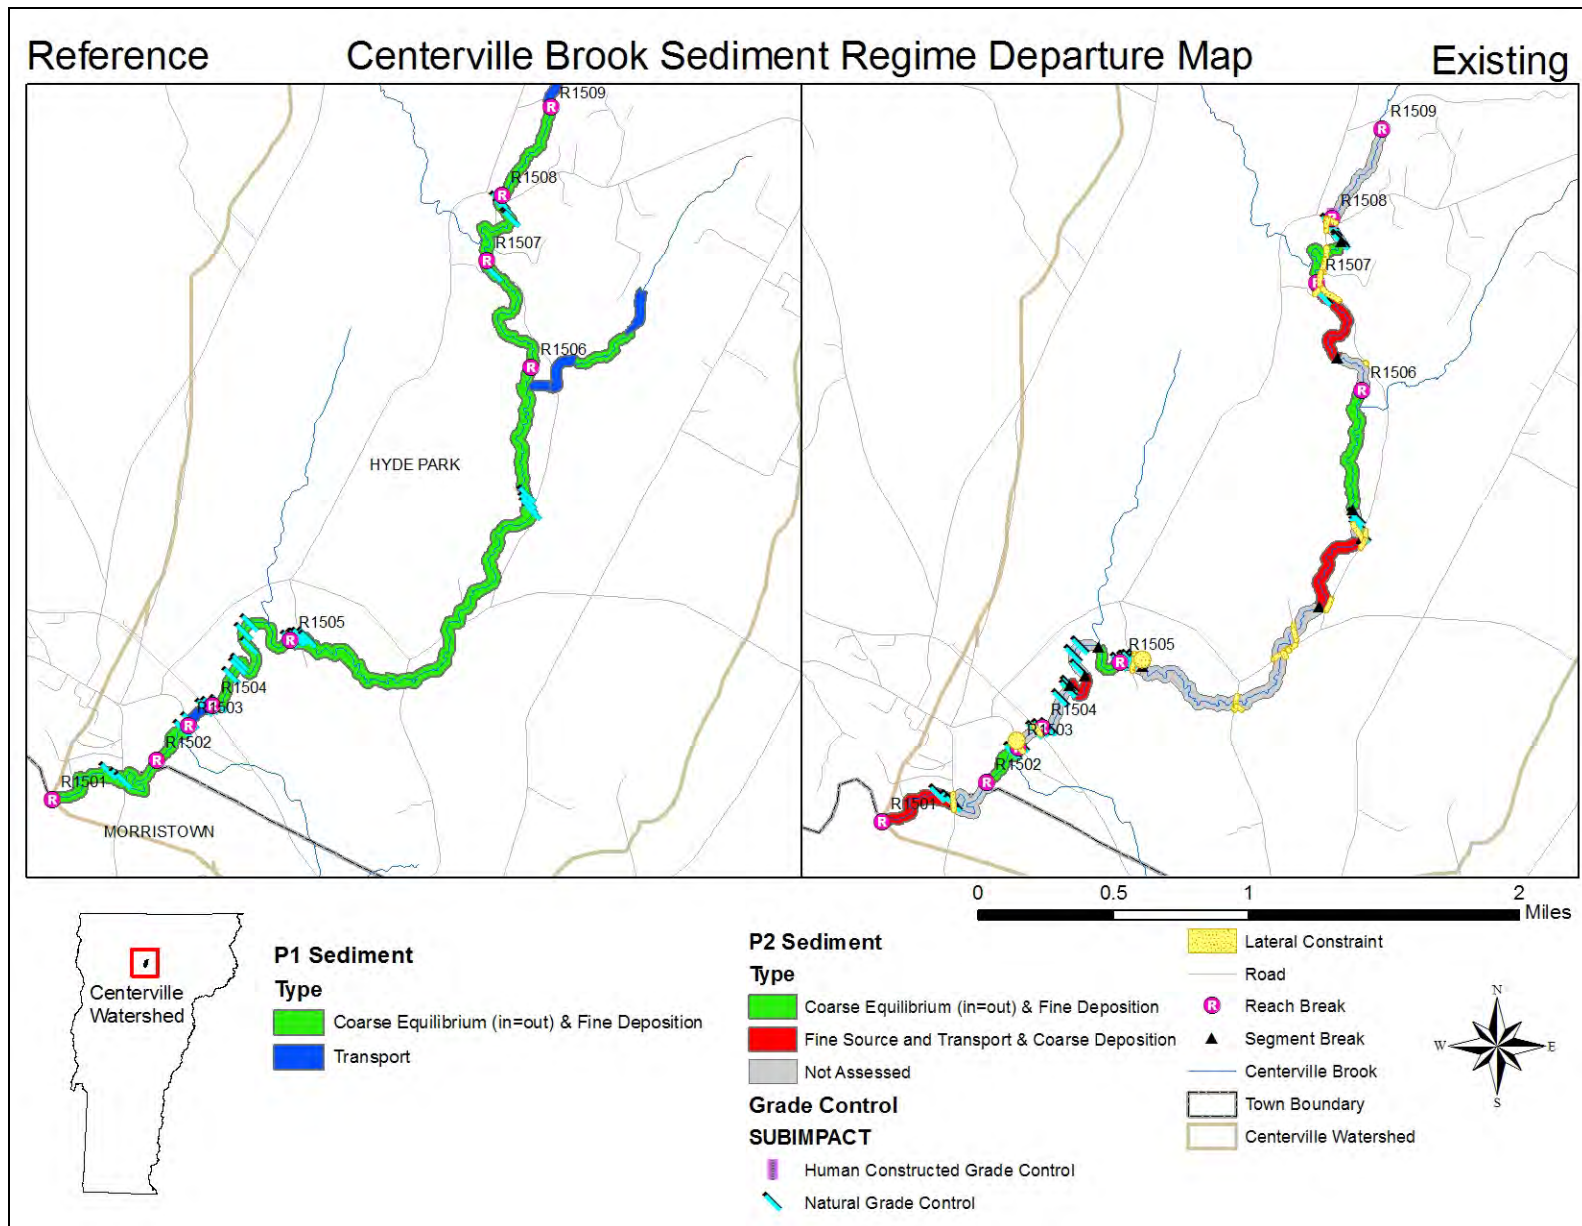 Reference
Centerville Brook Sediment Regime Departure Map
Existing
R1509
R1508
R1507
R1506
HYDE PARK
R1505
R1504
R1503
R1502
R1501
MORRISTOWN
R1509
R1508
R1507
R1506
R1505
R1504
R1503
R1502
R1501
0 0.5 1 2
Miles
Centerville
Watershed
P1 Sediment
Type
Coarse Equilibrium (in=out) & Fine Deposition
Transport
P2 Sediment
Type
Coarse Equilibrium (in=out) & Fine Deposition
Fine Source and Transport & Coarse Deposition
Not Assessed
Grade Control
SUBIMPACT
Human Constructed Grade Control
Natural Grade Control
Lateral Constraint
Road
R Reach Break
Segment Break
Centerville Brook
Town Boundary
Centerville Watershed
N
W E
S